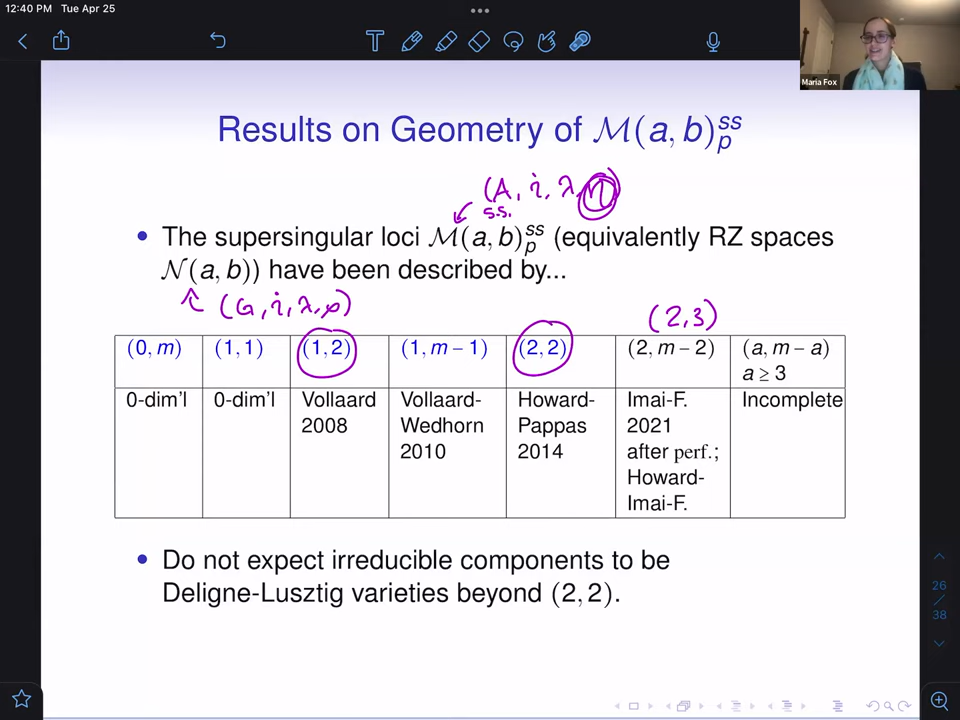 12:40 PM Tue Apr 25
Maria Fox
Results on Geometry of ℳ(a, b)ₚˢˢ
(A, i, λ, η)
s.s.
• The supersingular loci ℳ(a, b)ₚˢˢ (equivalently RZ spaces
𝒩(a, b)) have been described by...
(G, i, λ, ρ)
(2,3)
(0, m) (1, 1) (1, 2) (1, m − 1) (2, 2) (2, m − 2) (a, m − a)
a ≥ 3
0-dim'l 0-dim'l Vollaard Vollaard- Howard- Imai-F. Incomplete
2008 Wedhorn Pappas 2021
2010 2014 after perf.;
Howard-
Imai-F.
• Do not expect irreducible components to be
Deligne-Lusztig varieties beyond (2, 2).
26
/
38